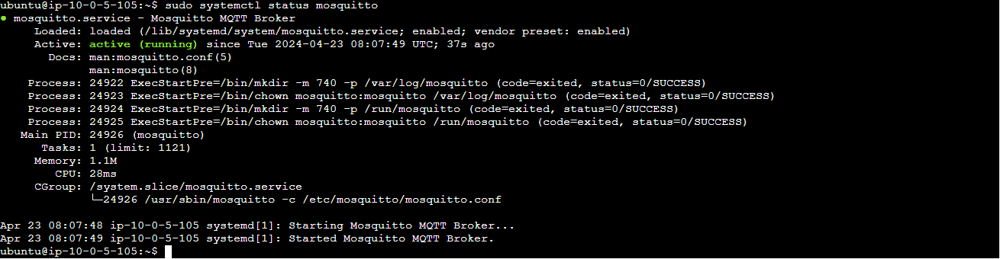 ubuntu@ip-10-0-5-105:~$ sudo systemctl status mosquitto
● mosquitto.service - Mosquitto MQTT Broker
     Loaded: loaded (/lib/systemd/system/mosquitto.service; enabled; vendor preset: enabled)
     Active: active (running) since Tue 2024-04-23 08:07:49 UTC; 37s ago
       Docs: man:mosquitto.conf(5)
             man:mosquitto(8)
    Process: 24922 ExecStartPre=/bin/mkdir -m 740 -p /var/log/mosquitto (code=exited, status=0/SUCCESS)
    Process: 24923 ExecStartPre=/bin/chown mosquitto:mosquitto /var/log/mosquitto (code=exited, status=0/SUCCESS)
    Process: 24924 ExecStartPre=/bin/mkdir -m 740 -p /run/mosquitto (code=exited, status=0/SUCCESS)
    Process: 24925 ExecStartPre=/bin/chown mosquitto:mosquitto /run/mosquitto (code=exited, status=0/SUCCESS)
   Main PID: 24926 (mosquitto)
      Tasks: 1 (limit: 1121)
     Memory: 1.1M
        CPU: 28ms
     CGroup: /system.slice/mosquitto.service
             └─24926 /usr/sbin/mosquitto -c /etc/mosquitto/mosquitto.conf

Apr 23 08:07:48 ip-10-0-5-105 systemd[1]: Starting Mosquitto MQTT Broker...
Apr 23 08:07:49 ip-10-0-5-105 systemd[1]: Started Mosquitto MQTT Broker.
ubuntu@ip-10-0-5-105:~$